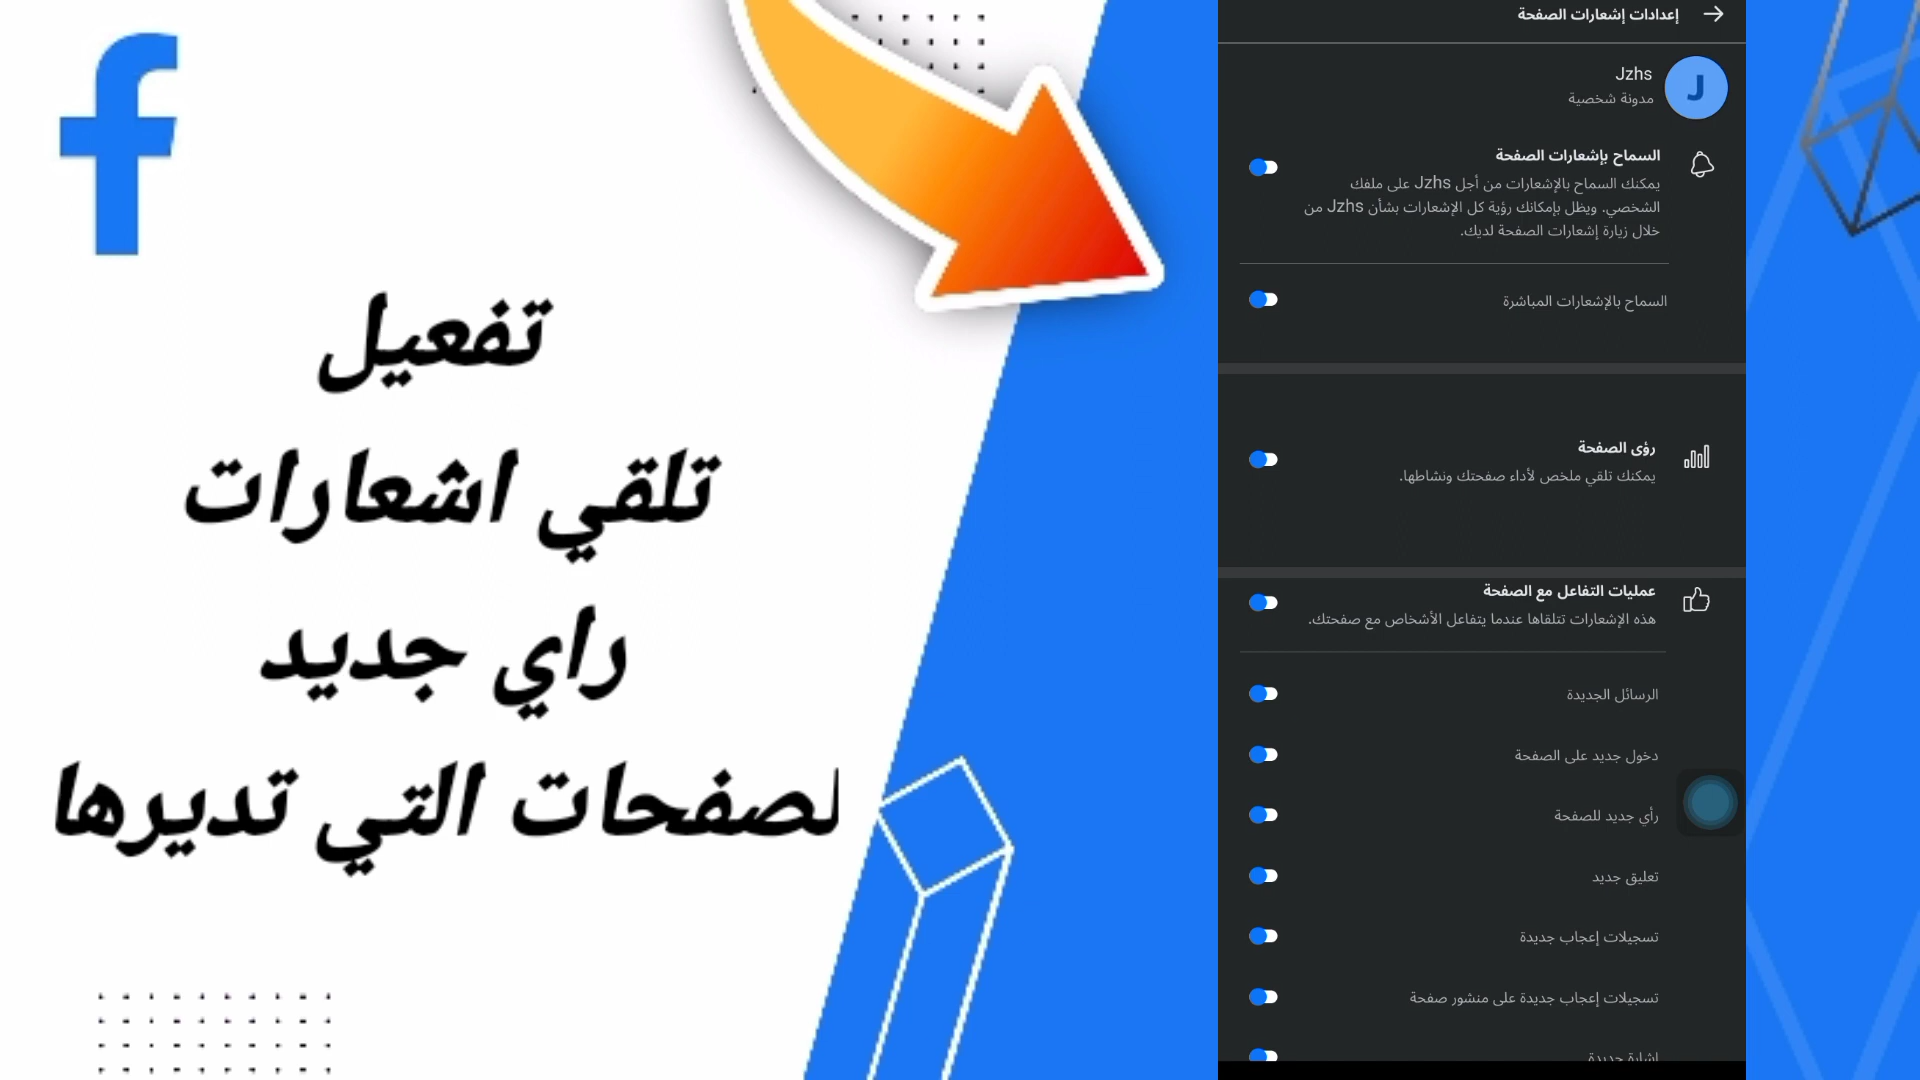 تفعيل
تلقي اشعارات
راي جديد
لصفحات التي تديرها
إعدادات إشعارات الصفحة
Jzhs
J
مدونة شخصية
السماح بإشعارات الصفحة
يمكنك السماح بالإشعارات من أجل Jzhs على ملفك
الشخصي. ويظل بإمكانك رؤية كل الإشعارات بشأن Jzhs من
خلال زيارة إشعارات الصفحة لديك.
السماح بالإشعارات المباشرة
رؤى الصفحة
يمكنك تلقي ملخص لأداء صفحتك ونشاطها.
عمليات التفاعل مع الصفحة
هذه الإشعارات تتلقاها عندما يتفاعل الأشخاص مع صفحتك.
الرسائل الجديدة
دخول جديد على الصفحة
رأي جديد للصفحة
تعليق جديد
تسجيلات إعجاب جديدة
تسجيلات إعجاب جديدة على منشور صفحة